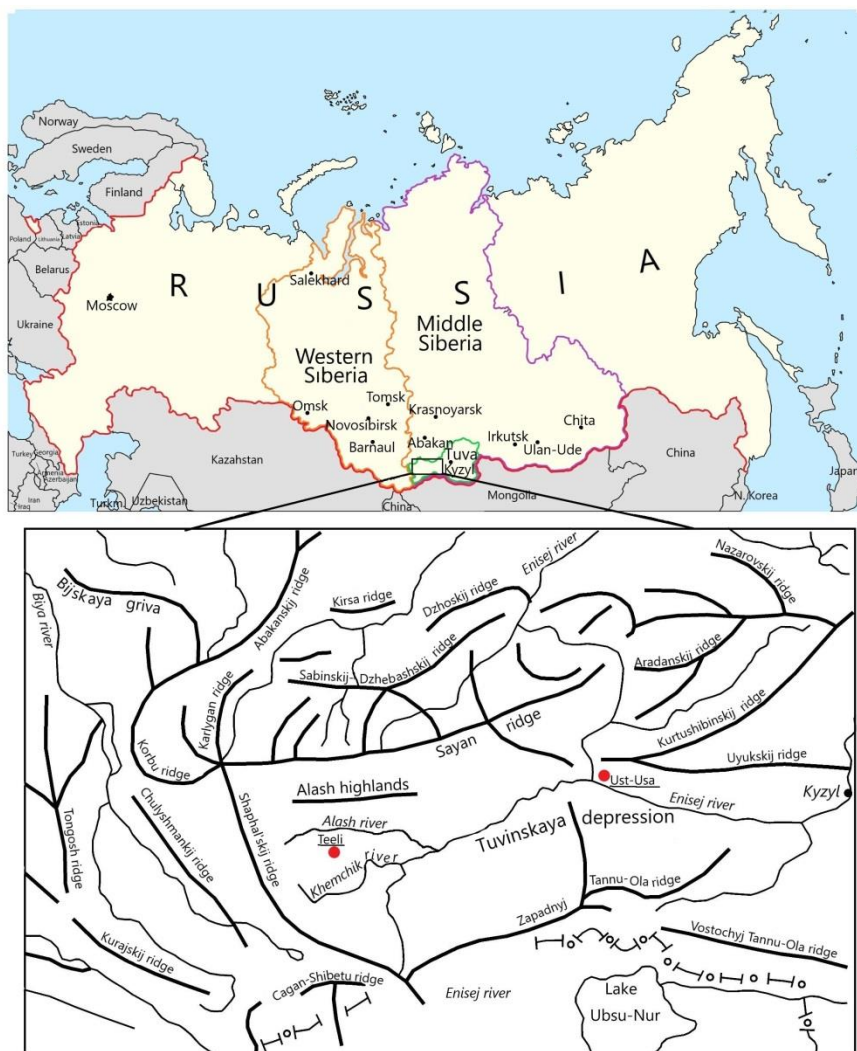 Norway
Sweden
Finland
Estonia
Latvia
Lithuania
Poland
Belarus
Ukraine
Moscow
R U S S I A
Salekhard
Western
Siberia
Middle
Siberia
Omsk
Tomsk
Novosibirsk
Barnaul
Krasnoyarsk
Abakan
Tuva
Kyzyl
Irkutsk
Ulan-Ude
Chita
Turkey
Georgia
Armenia
Azerbaijan
Iran
Iraq
Turkm.
Uzbekistan
Kazahstan
China
Mongolia
China
N. Korea
Japan
Bijskaya griva
Biya river
Abakanskij ridge
Kirsa ridge
Dzhoskij ridge
Enisej river
Nazarovskij ridge
Sabinskij-Dzhebashskij ridge
Aradanskij ridge
Karlygan ridge
Korbu ridge
Sayan ridge
Kurtushibinskij ridge
Uyukskij ridge
Ust-Usa
Kyzyl
Enisej river
Alash highlands
Alash river
Teeli
Khemchik river
Tuvinskaya depression
Shaphal'skij ridge
Chulyshmankij ridge
Tongosh ridge
Kurajskij ridge
Zapadnyj
Tannu-Ola ridge
Vostochyj Tannu-Ola ridge
Cagan-Shibetu ridge
Enisej river
Lake
Ubsu-Nur